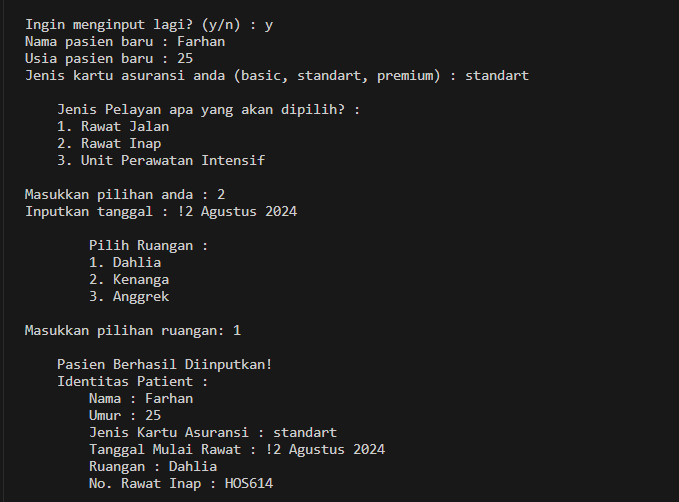 Ingin menginput lagi? (y/n) : y
Nama pasien baru : Farhan
Usia pasien baru : 25
Jenis kartu asuransi anda (basic, standart, premium) : standart
Jenis Pelayan apa yang akan dipilih? :
1. Rawat Jalan
2. Rawat Inap
3. Unit Perawatan Intensif
Masukkan pilihan anda : 2
Inputkan tanggal : !2 Agustus 2024
Pilih Ruangan :
1. Dahlia
2. Kenanga
3. Anggrek
Masukkan pilihan ruangan: 1
Pasien Berhasil Diinputkan!
Identitas Patient :
Nama : Farhan
Umur : 25
Jenis Kartu Asuransi : standart
Tanggal Mulai Rawat : !2 Agustus 2024
Ruangan : Dahlia
No. Rawat Inap : HOS614